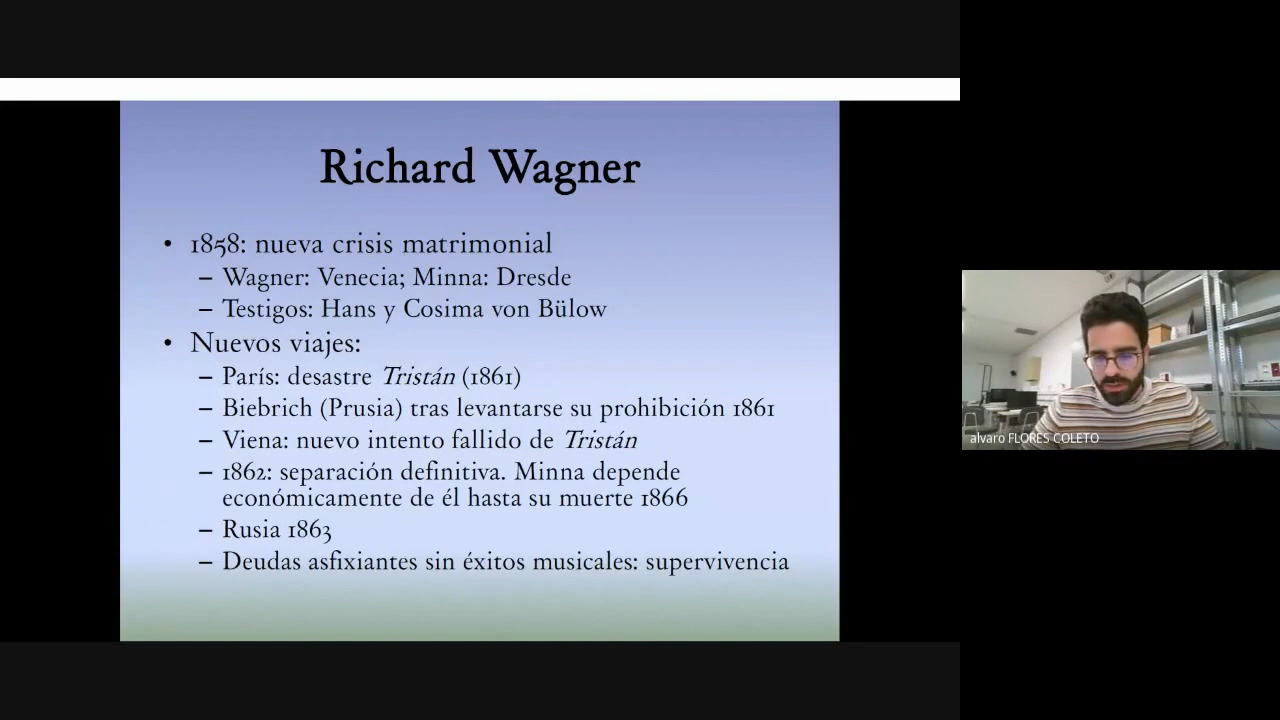 Richard Wagner
• 1858: nueva crisis matrimonial
– Wagner: Venecia; Minna: Dresde
– Testigos: Hans y Cosima von Bülow
• Nuevos viajes:
– París: desastre Tristán (1861)
– Biebrich (Prusia) tras levantarse su prohibición 1861
– Viena: nuevo intento fallido de Tristán
– 1862: separación definitiva. Minna depende
económicamente de él hasta su muerte 1866
– Rusia 1863
– Deudas asfixiantes sin éxitos musicales: supervivencia
alvaro FLORES COLETO